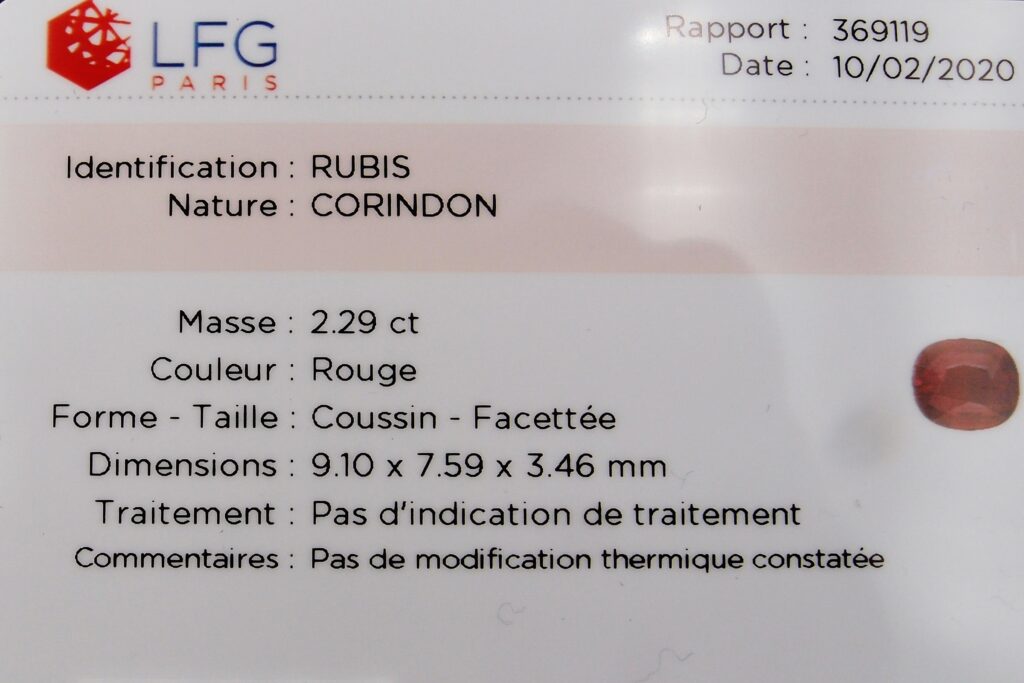 LFG
PARIS
Rapport : 369119
Date : 10/02/2020
Identification : RUBIS
Nature : CORINDON
Masse : 2.29 ct
Couleur : Rouge
Forme - Taille : Coussin - Facettée
Dimensions : 9.10 x 7.59 x 3.46 mm
Traitement : Pas d'indication de traitement
Commentaires : Pas de modification thermique constatée